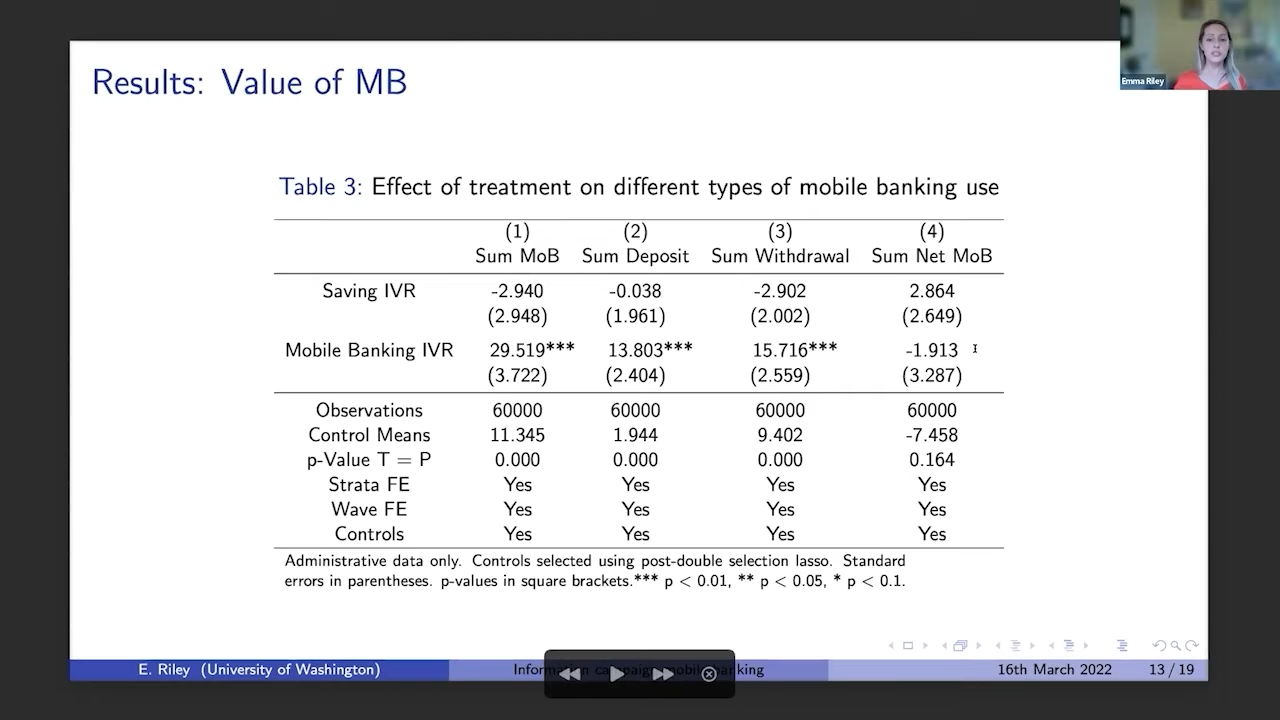 Results: Value of MB
Emma Riley
Table 3: Effect of treatment on different types of mobile banking use
(1) (2) (3) (4)
Sum MoB Sum Deposit Sum Withdrawal Sum Net MoB
Saving IVR -2.940 -0.038 -2.902 2.864
(2.948) (1.961) (2.002) (2.649)
Mobile Banking IVR 29.519*** 13.803*** 15.716*** -1.913
(3.722) (2.404) (2.559) (3.287)
Observations 60000 60000 60000 60000
Control Means 11.345 1.944 9.402 -7.458
p-Value T = P 0.000 0.000 0.000 0.164
Strata FE Yes Yes Yes Yes
Wave FE Yes Yes Yes Yes
Controls Yes Yes Yes Yes
Administrative data only. Controls selected using post-double selection lasso. Standard
errors in parentheses. p-values in square brackets.*** p < 0.01, ** p < 0.05, * p < 0.1.
E. Riley (University of Washington) 16th March 2022 13 / 19